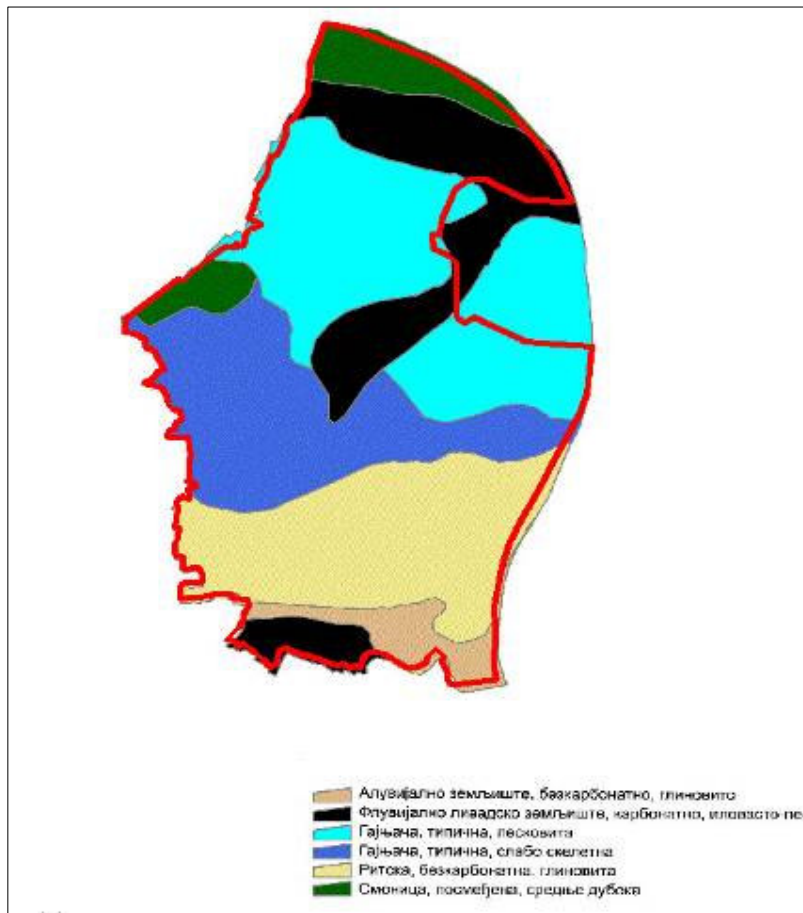 Алувијално земљиште, безкарбонатно, глиновито
Флувијално ливадско земљиште, карбонатно, иловасто-пе
Гајњача, типична, песковита
Гајњача, типична, слабо скелетна
Ритска, безкарбонатна, глиновита
Смоница, посмеђена, средње дубока